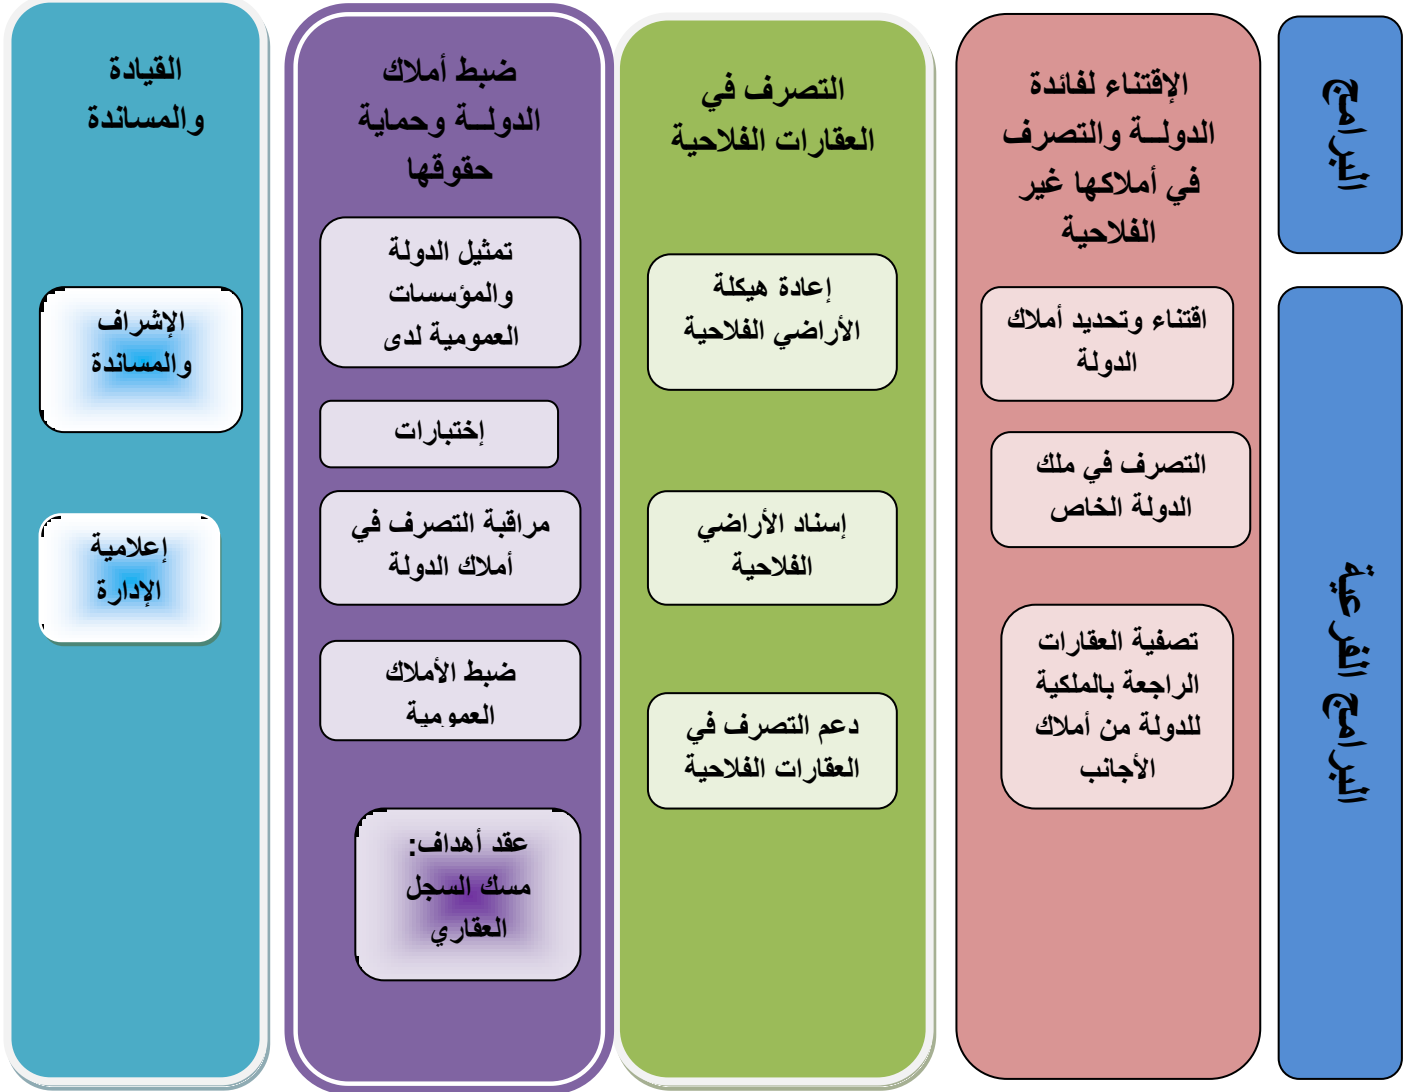 البرامج
البرامج الفرعية
الإقتناء لفائدة
الدولــة والتصرف
في أملاكها غير
الفلاحية
اقتناء وتحديد أملاك
الدولة
التصرف في ملك
الدولة الخاص
تصفية العقارات
الراجعة بالملكية
للدولة من أملاك
الأجانب
التصرف في
العقارات الفلاحية
إعادة هيكلة
الأراضي الفلاحية
إسناد الأراضي
الفلاحية
دعم التصرف في
العقارات الفلاحية
ضبط أملاك
الدولــة وحماية
حقوقها
تمثيل الدولة
والمؤسسات
العمومية لدى
إختبارات
مراقبة التصرف في
أملاك الدولة
ضبط الأملاك
العمومية
عقد أهداف:
مسك السجل
العقاري
القيادة
والمساندة
الإشراف
والمساندة
إعلامية
الإدارة